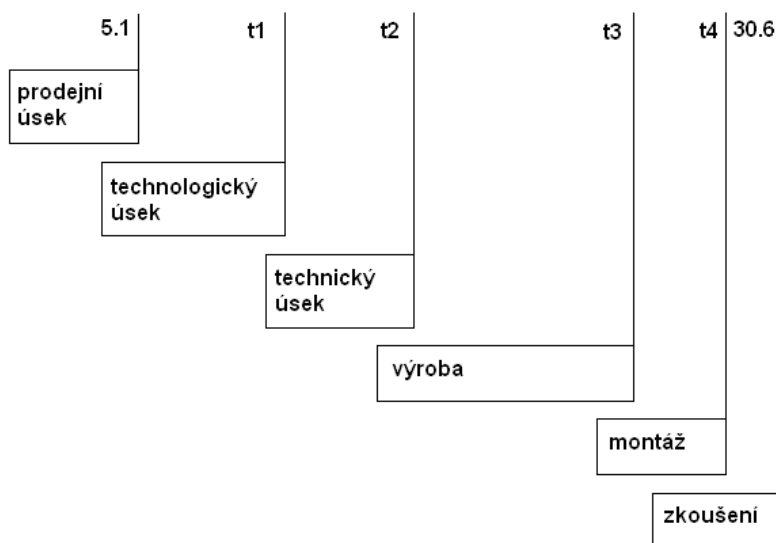 5.1 t1 t2 t3 t4 30.6
prodejní
úsek
technologický
úsek
technický
úsek
výroba
montáž
zkoušení